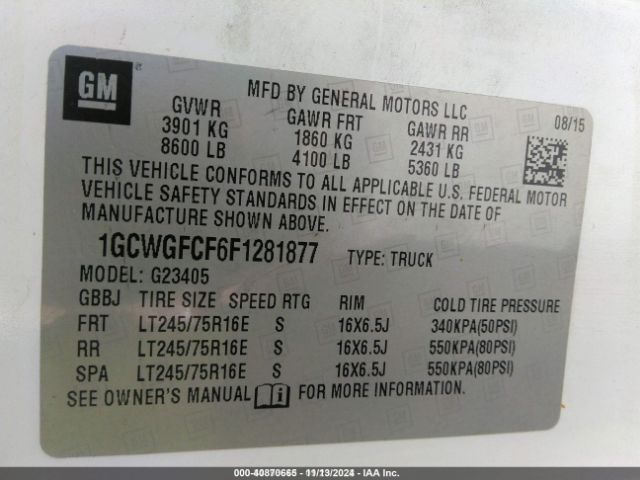 GM
MFD BY GENERAL MOTORS LLC
08/15
GVWR GAWR FRT GAWR RR
3901 KG 1860 KG 2431 KG
8600 LB 4100 LB 5360 LB
THIS VEHICLE CONFORMS TO ALL APPLICABLE U.S. FEDERAL MOTOR
VEHICLE SAFETY STANDARDS IN EFFECT ON THE DATE OF
MANUFACTURE SHOWN ABOVE.
1GCWGFCF6F1281877 TYPE: TRUCK
MODEL: G23405
GBBJ TIRE SIZE SPEED RTG RIM COLD TIRE PRESSURE
FRT LT245/75R16E S 16X6.5J 340KPA(50PSI)
RR LT245/75R16E S 16X6.5J 550KPA(80PSI)
SPA LT245/75R16E S 16X6.5J 550KPA(80PSI)
SEE OWNER'S MANUAL i FOR MORE INFORMATION.
000-40870665 - 11/13/2024 - IAA Inc.